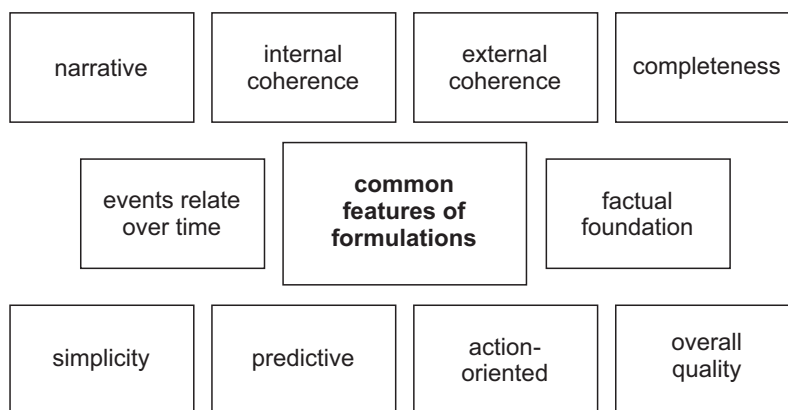 narrative
internal
coherence
external
coherence
completeness
events relate
over time
common
features of
formulations
factual
foundation
simplicity
predictive
action-
oriented
overall
quality